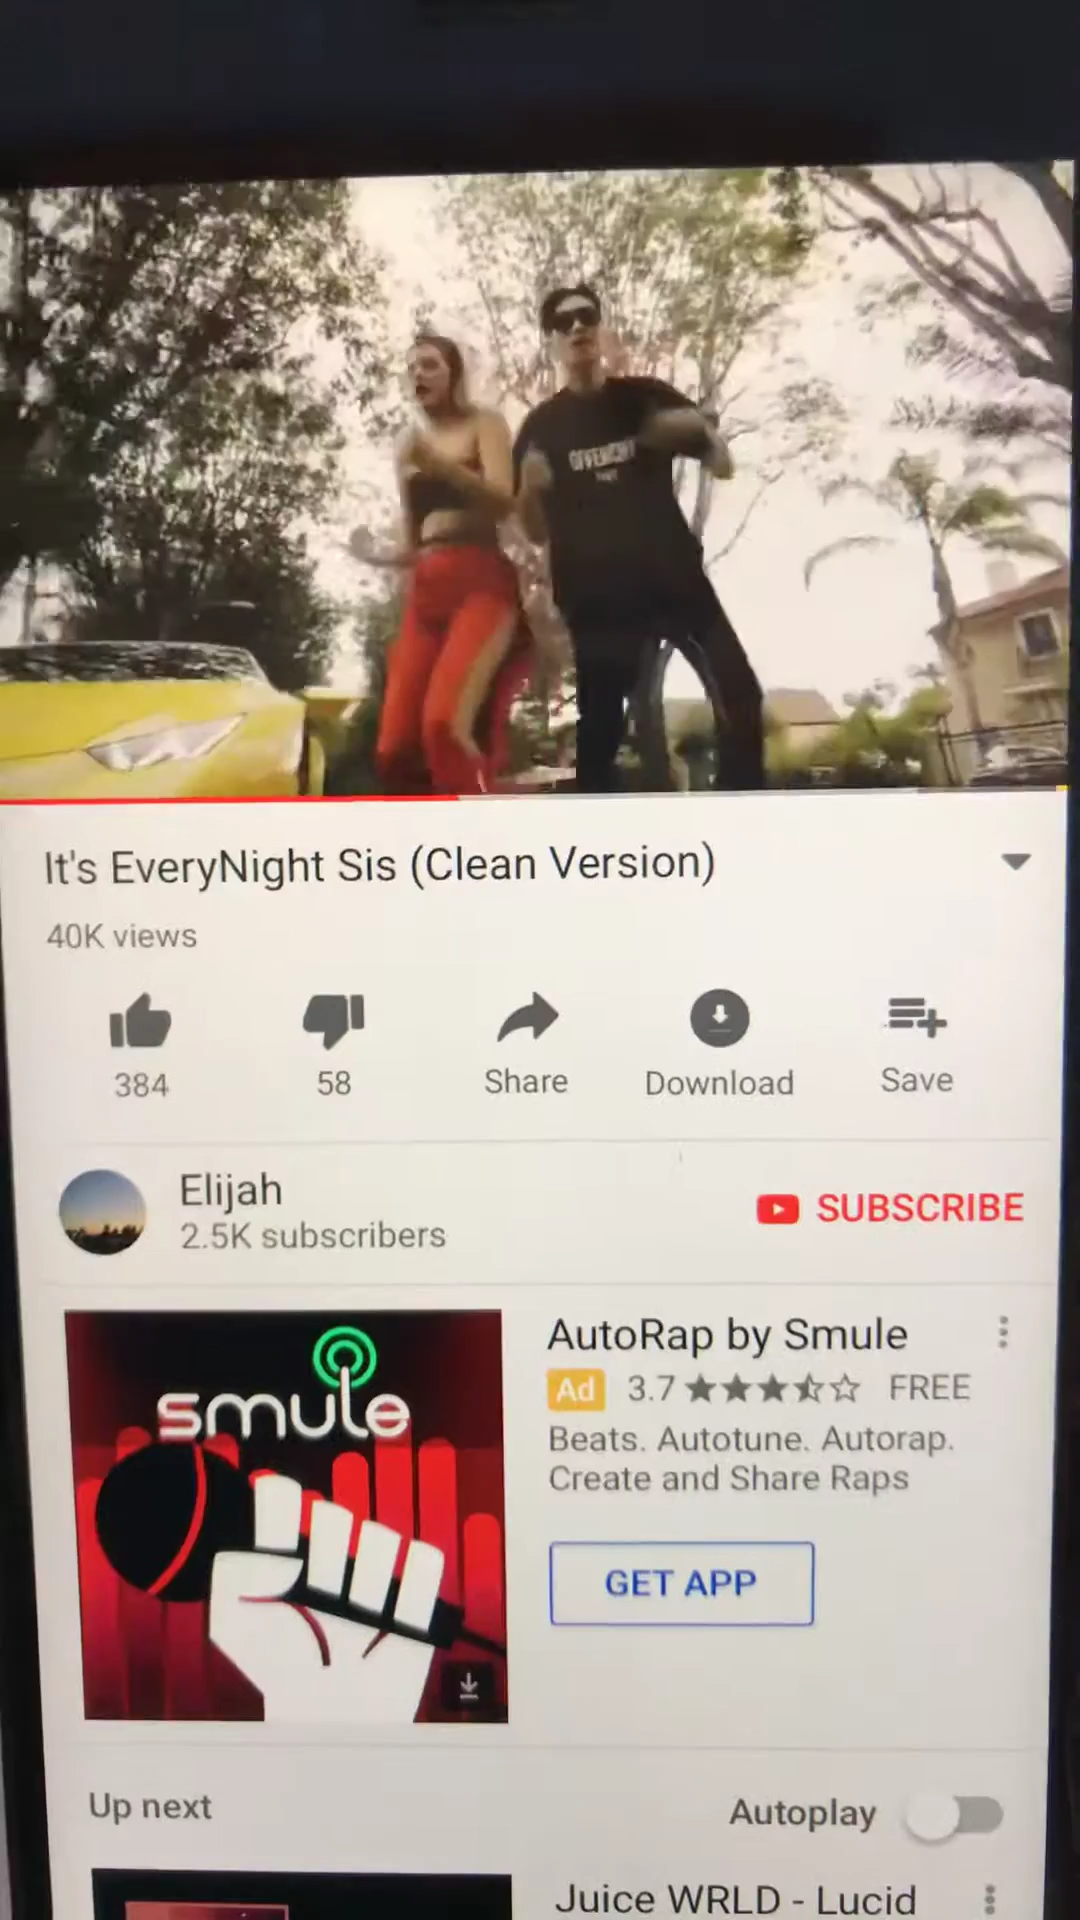 It's EveryNight Sis (Clean Version)
40K views
384
58
Share
Download
Save
Elijah
2.5K subscribers
SUBSCRIBE
smule
AutoRap by Smule
Ad 3.7 FREE
Beats. Autotune. Autorap.
Create and Share Raps
GET APP
Up next
Autoplay
Juice WRLD - Lucid